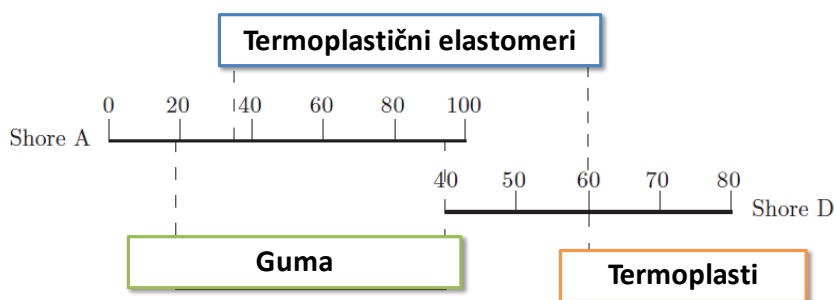 Termoplastični elastomeri
0 20 40 60 80 100
Shore A
40 50 60 70 80
Shore D
Guma
Termoplasti